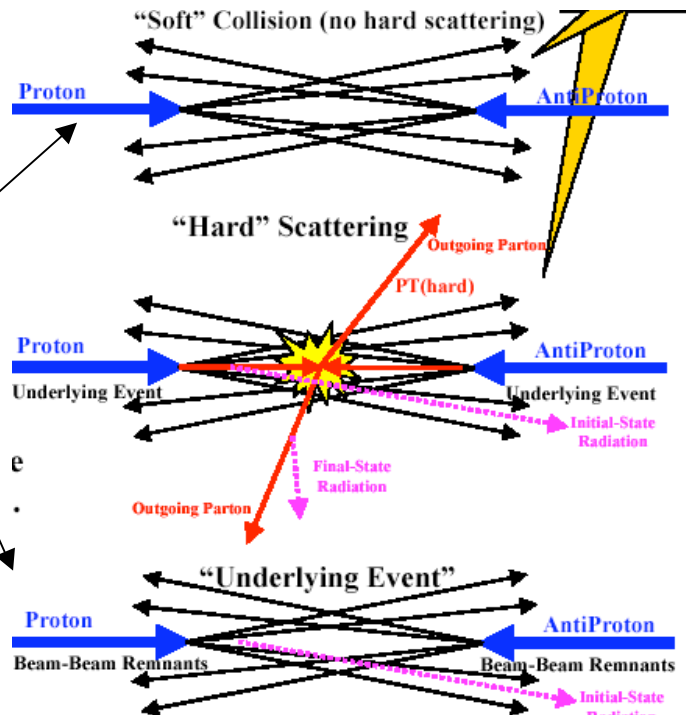 “Soft” Collision (no hard scattering)
Proton
AntiProton
“Hard” Scattering
Outgoing Parton
PT(hard)
Proton
AntiProton
Underlying Event
Underlying Event
Initial-State
Radiation
Final-State
Radiation
e
.
Outgoing Parton
“Underlying Event”
Proton
AntiProton
Beam-Beam Remnants
Beam-Beam Remnants
Initial-State
Radiation